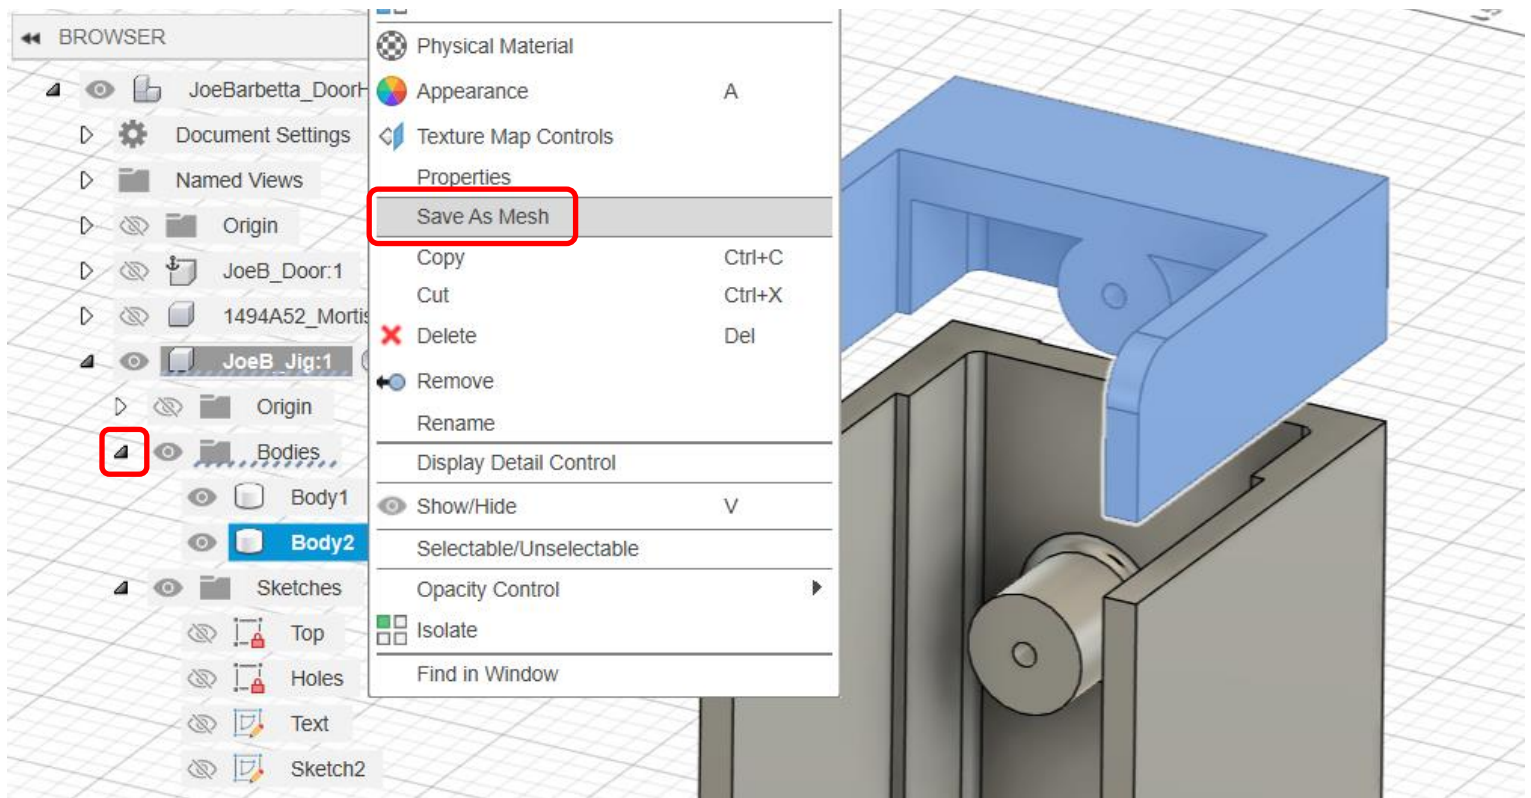 BROWSER
JoeBarbetta_DoorH
Document Settings
Named Views
Origin
JoeB_Door:1
1494A52_Mortis
JoeB_Jig:1
Origin
Bodies
Body1
Body2
Sketches
Top
Holes
Text
Sketch2
Physical Material
Appearance A
Texture Map Controls
Properties
Save As Mesh
Copy Ctrl+C
Cut Ctrl+X
Delete Del
Remove
Rename
Display Detail Control
Show/Hide V
Selectable/Unselectable
Opacity Control
Isolate
Find in Window